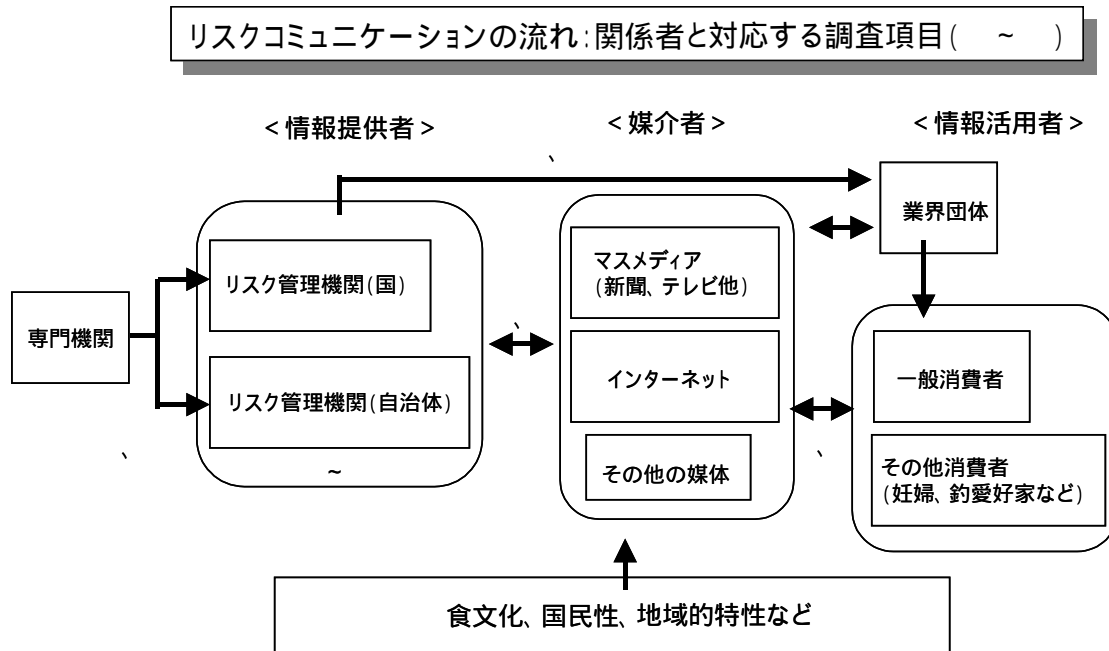 リスクコミュニケーションの流れ:関係者と対応する調査項目( ~ )
<情報提供者>
<媒介者>
<情報活用者>
、
業界団体
リスク管理機関(国)
マスメディア
(新聞、テレビ他)
専門機関
、
リスク管理機関(自治体)
インターネット
一般消費者
、
~
その他の媒体
、
その他消費者
(妊婦、釣愛好家など)
食文化、国民性、地域的特性など